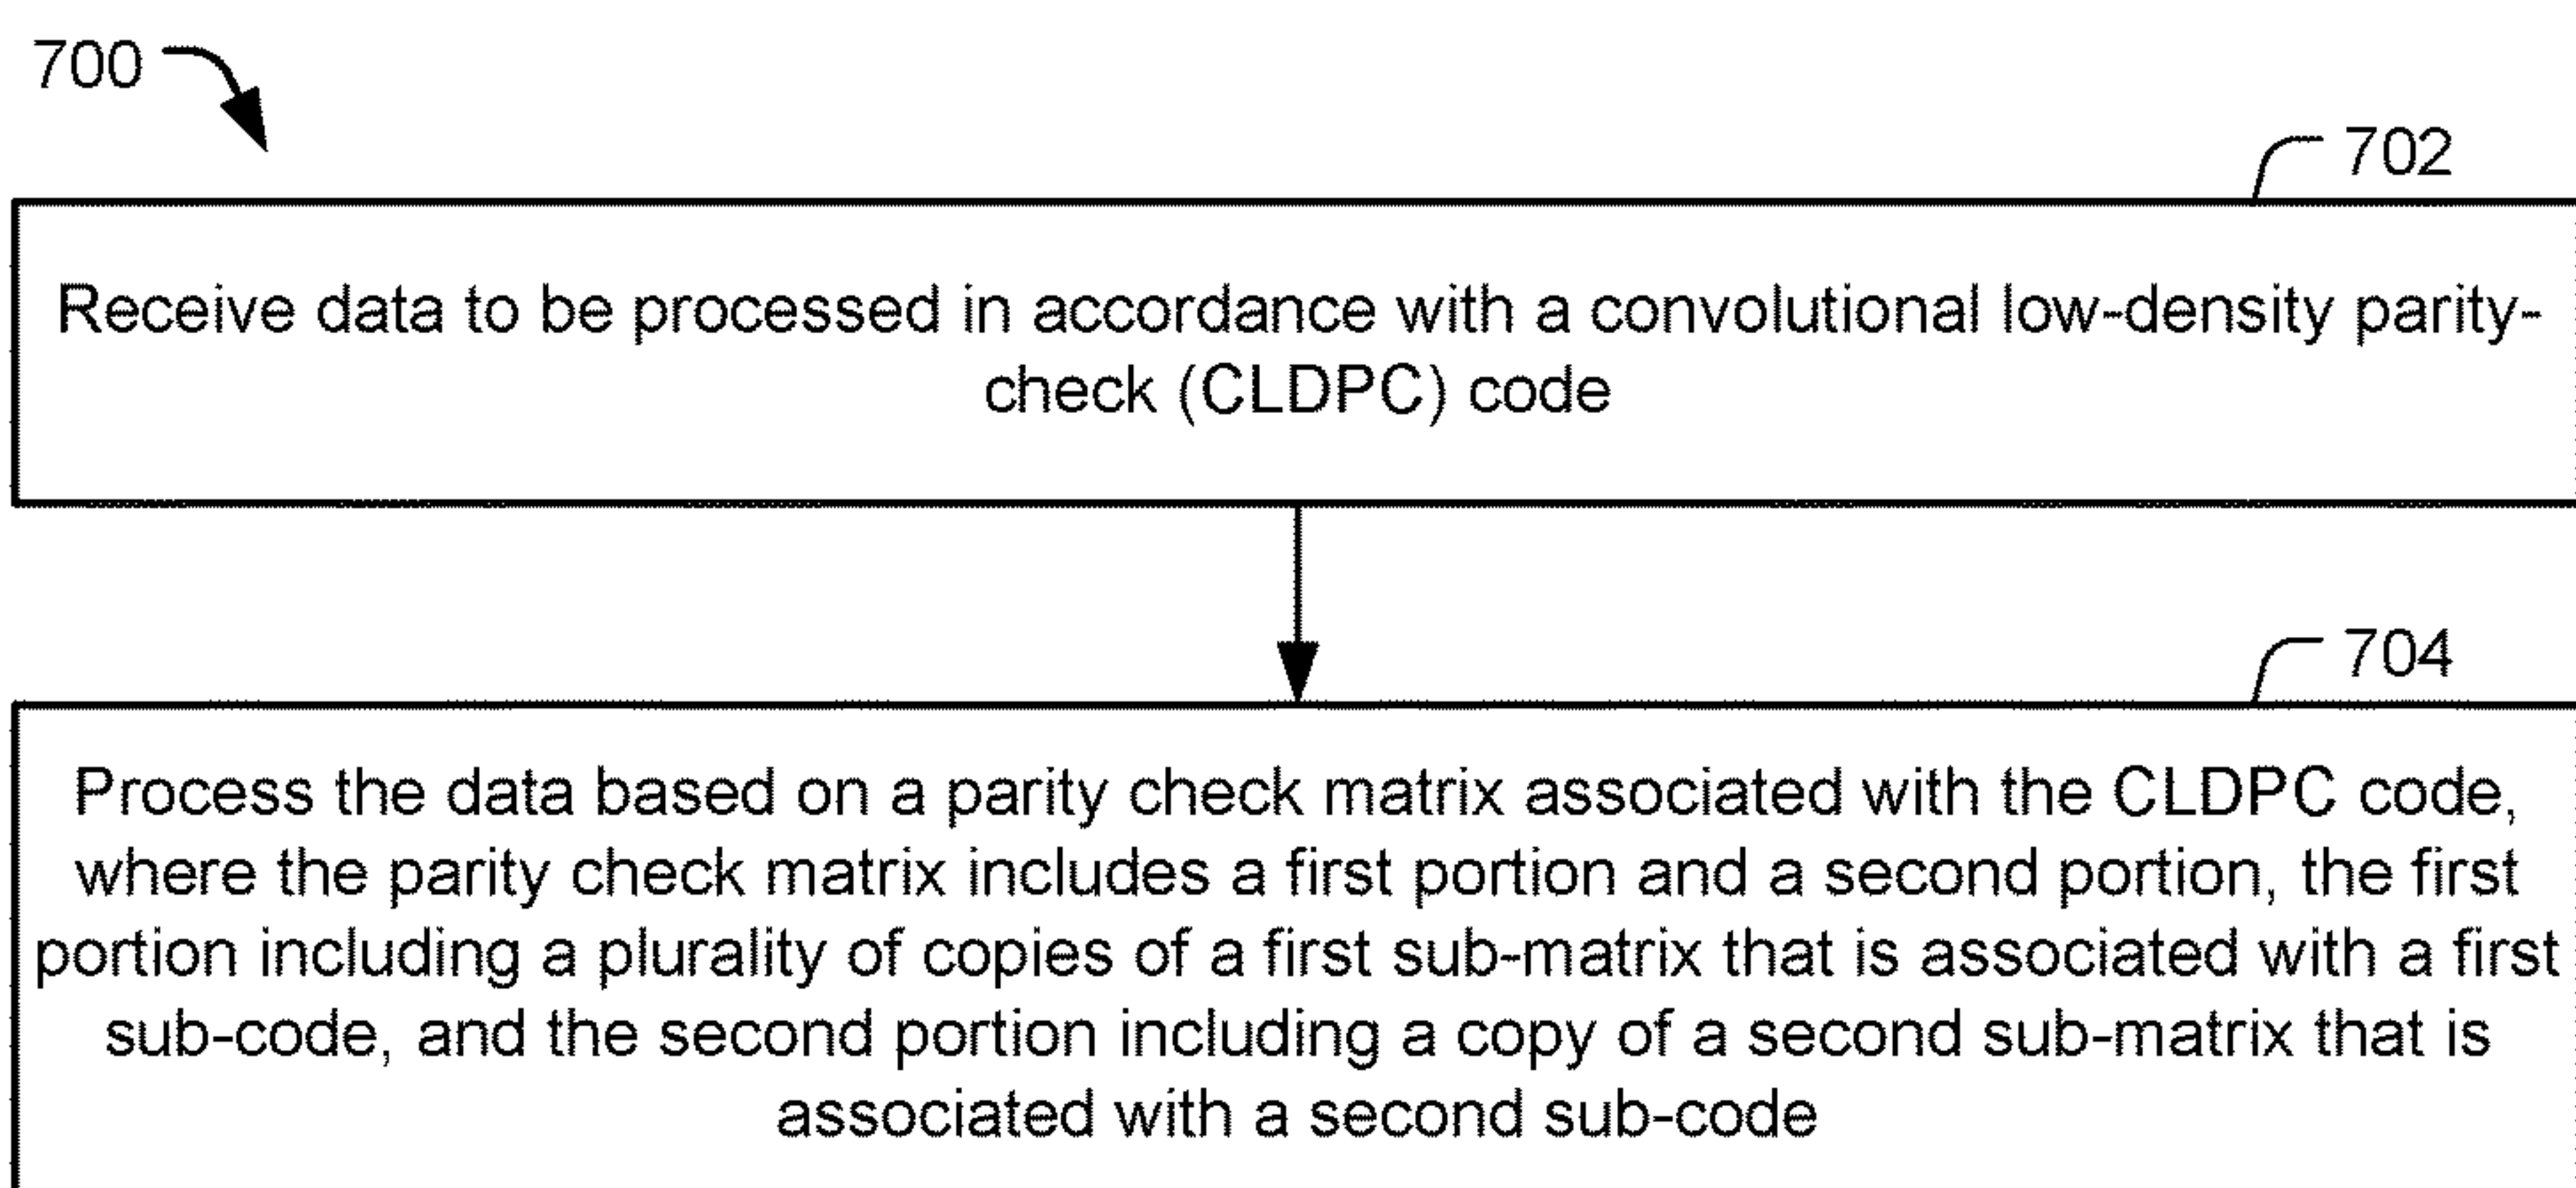 700
702
Receive data to be processed in accordance with a convolutional low-density parity-
check (CLDPC) code
704
Process the data based on a parity check matrix associated with the CLDPC code,
where the parity check matrix includes a first portion and a second portion, the first
portion including a plurality of copies of a first sub-matrix that is associated with a first
sub-code, and the second portion including a copy of a second sub-matrix that is
associated with a second sub-code